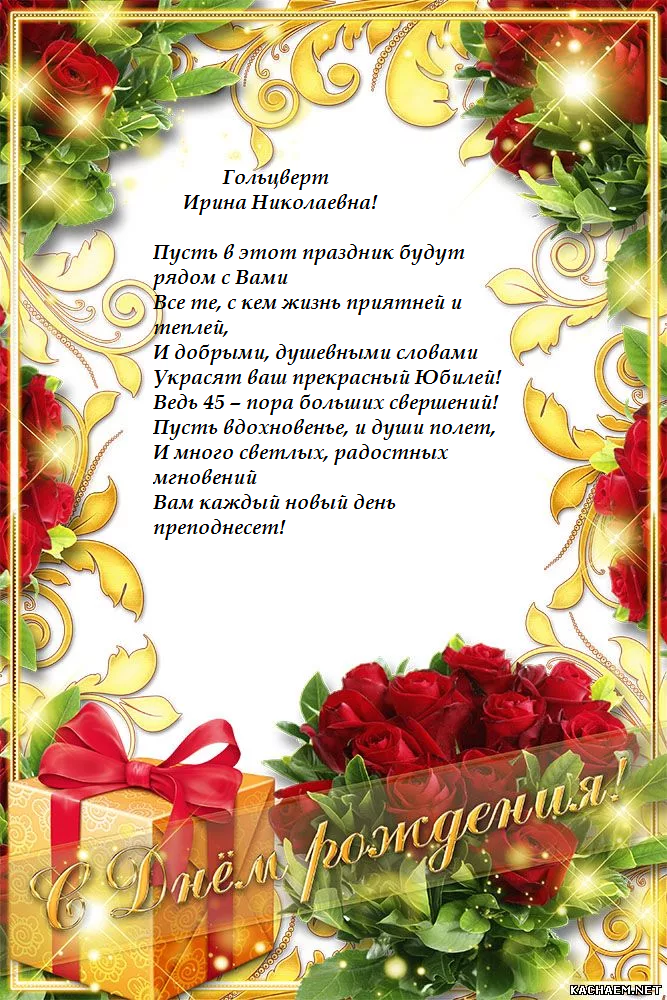 Гольцверт
Ирина Николаевна!
Пусть в этот праздник будут
рядом с Вами
Все те, с кем жизнь приятней и
теплей,
И добрыми, душевными словами
Украсят ваш прекрасный Юбилей!
Ведь 45 – пора больших свершений!
Пусть вдохновенье, и души полет,
И много светлых, радостных
мгновений
Вам каждый новый день
преподнесет!
С Днём рождения!
KACHAEM.NET